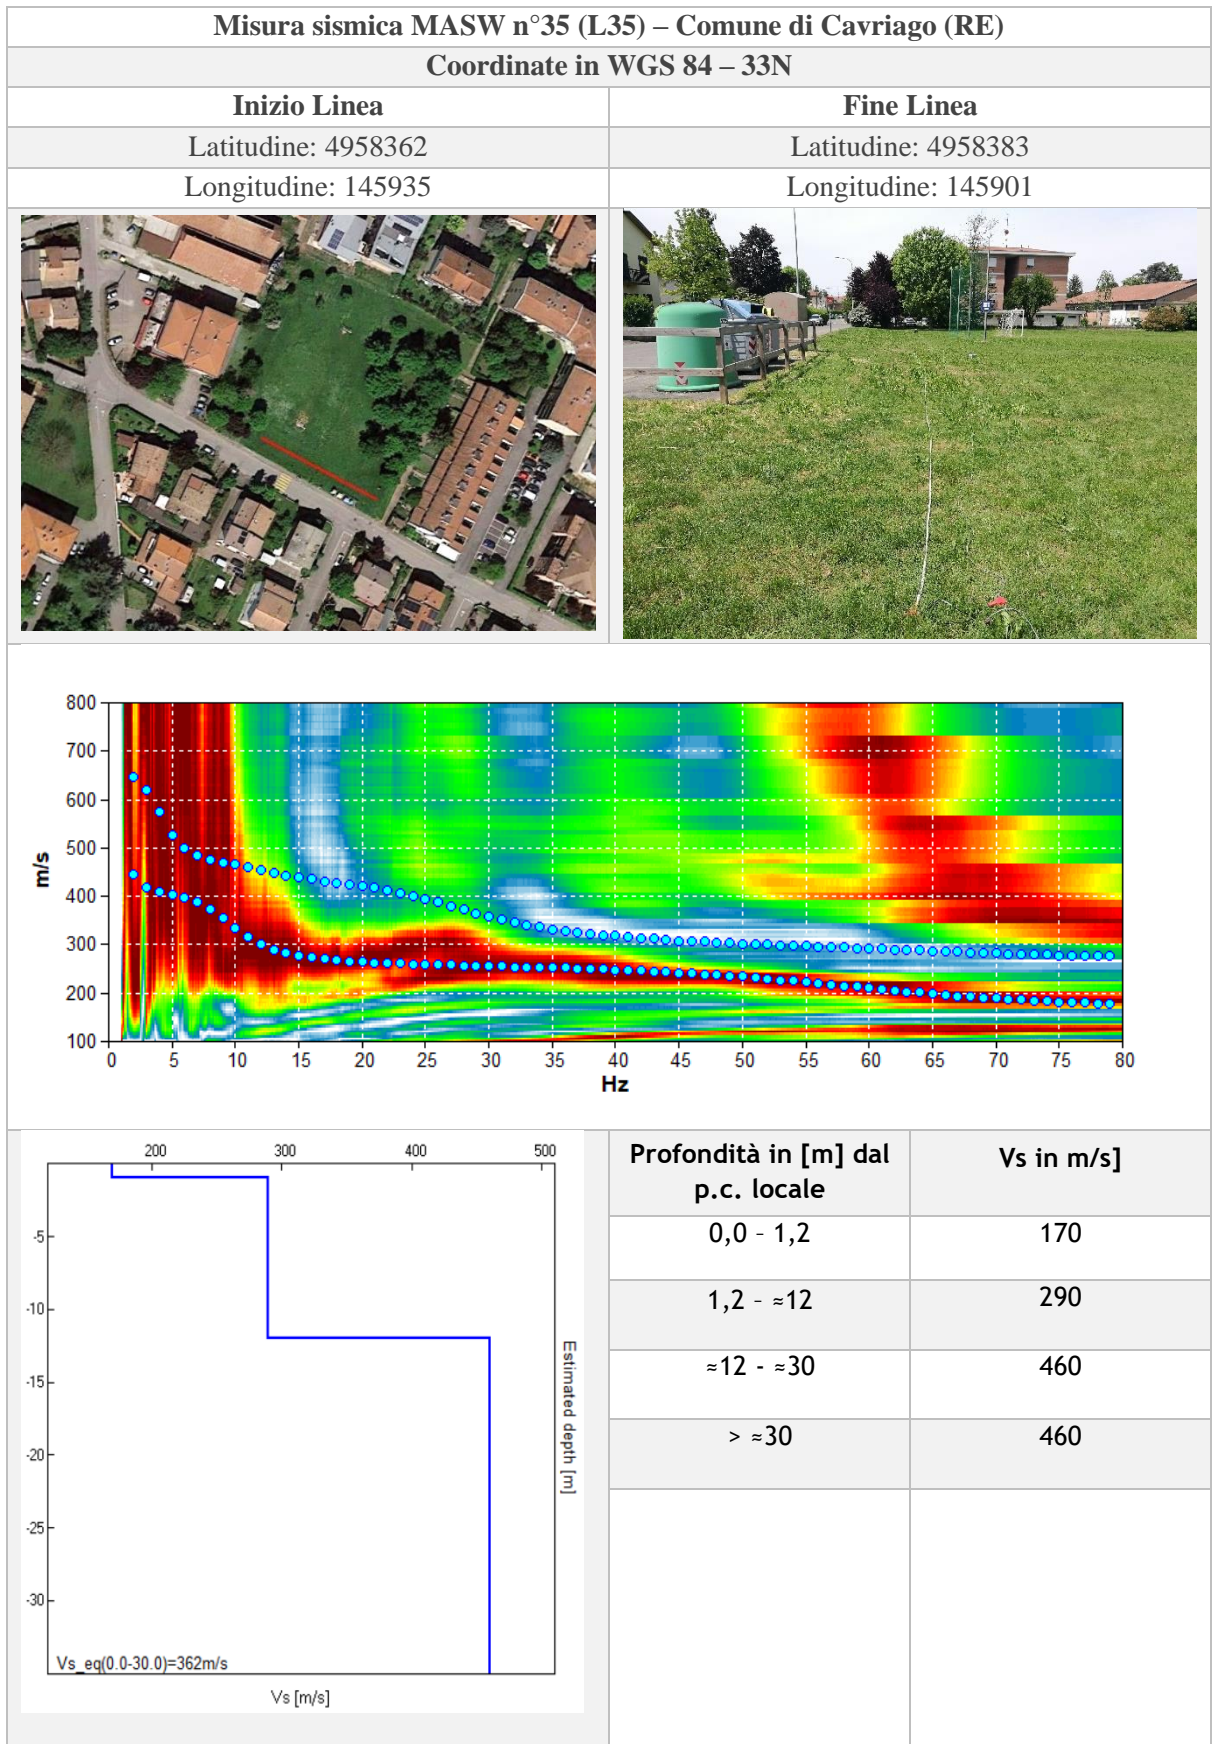 Misura sismica MASW n°35 (L35) – Comune di Cavriago (RE)
Coordinate in WGS 84 – 33N
Inizio Linea
Fine Linea
Latitudine: 4958362
Latitudine: 4958383
Longitudine: 145935
Longitudine: 145901
800
700
600
500
400
300
200
100
m/s
0 5 10 15 20 25 30 35 40 45 50 55 60 65 70 75 80
Hz
200 300 400 500
-5
-10
-15
-20
-25
-30
Estimated depth [m]
Vs_eq(0.0-30.0)=362m/s
Vs [m/s]
Profondità in [m] dal
p.c. locale
Vs in m/s]
0,0 – 1,2
170
1,2 – ≈12
290
≈12 - ≈30
460
> ≈30
460